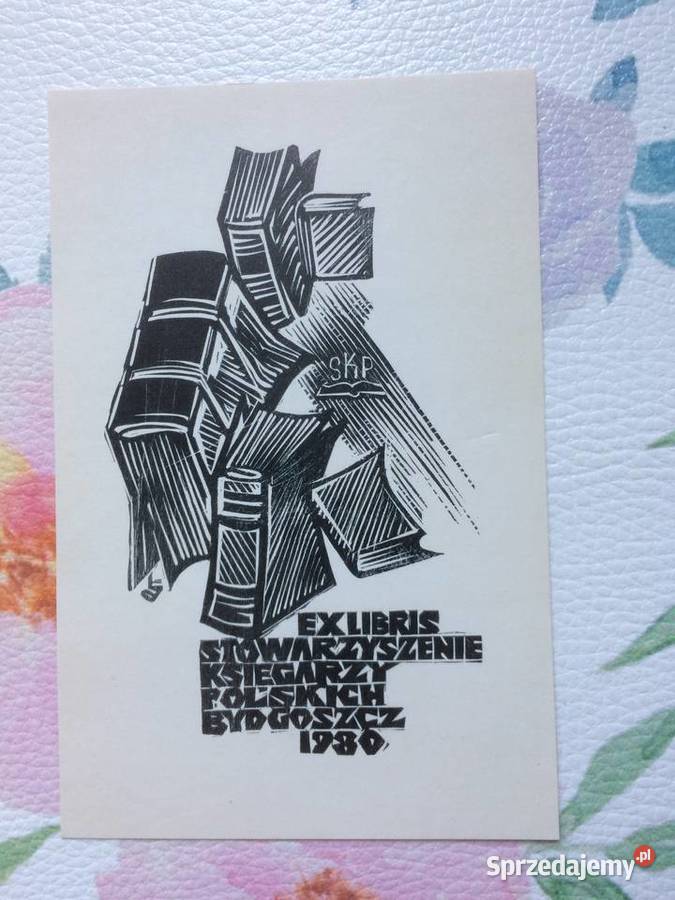 SKP
EX LIBRIS
STOWARZYSZENIE
KSIĘGARZY
POLSKICH
BYDGOSZCZ
1980
Sprzedajemy.pl